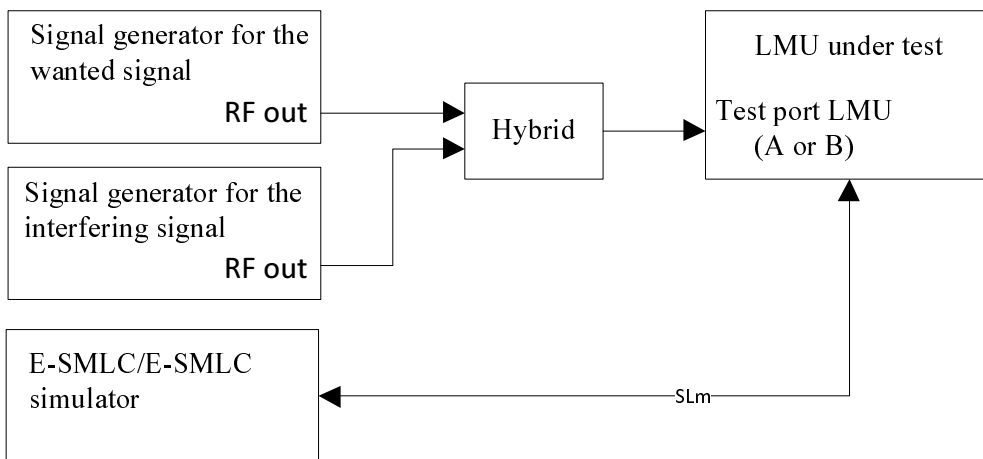 Signal generator for the
wanted signal
RF out
Hybrid
LMU under test
Test port LMU
(A or B)
Signal generator for the
interfering signal
RF out
E-SMLC/E-SMLC
simulator
SLm